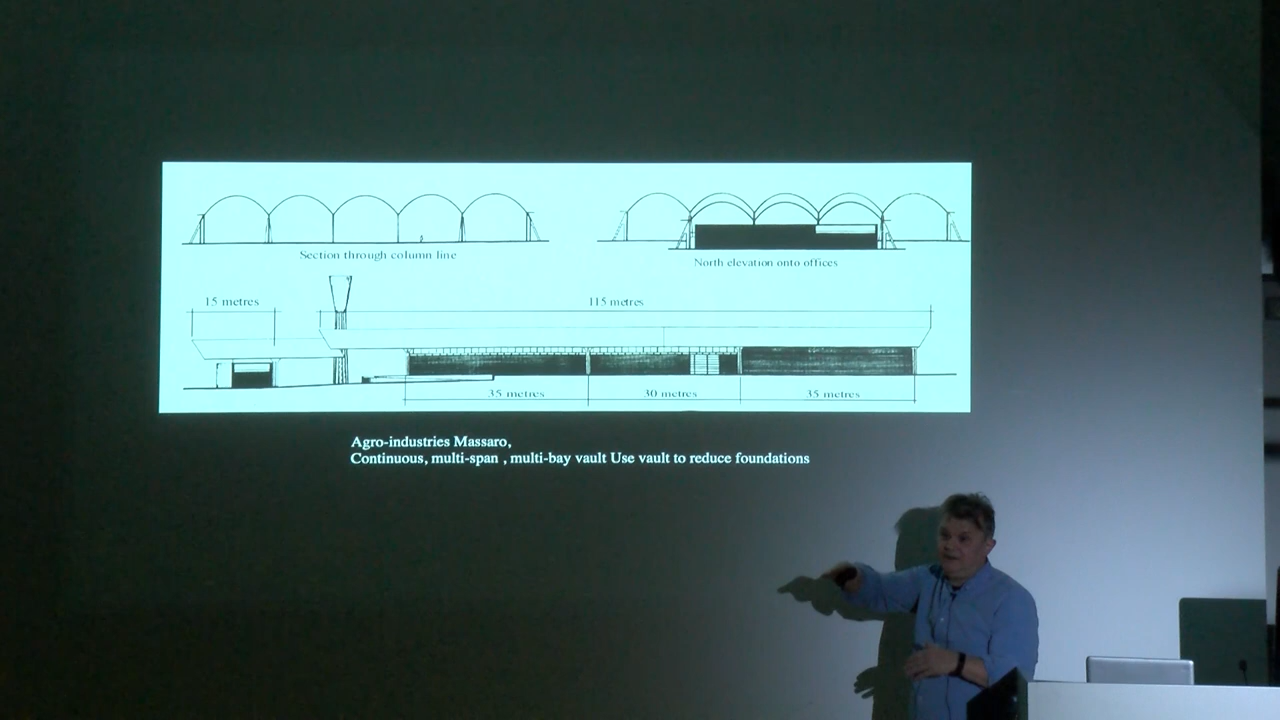 Section through column line
North elevation onto offices
15 metres
115 metres
35 metres
30 metres
35 metres
Agro-industries Massaro,
Continuous, multi-span , multi-bay vault Use vault to reduce foundations